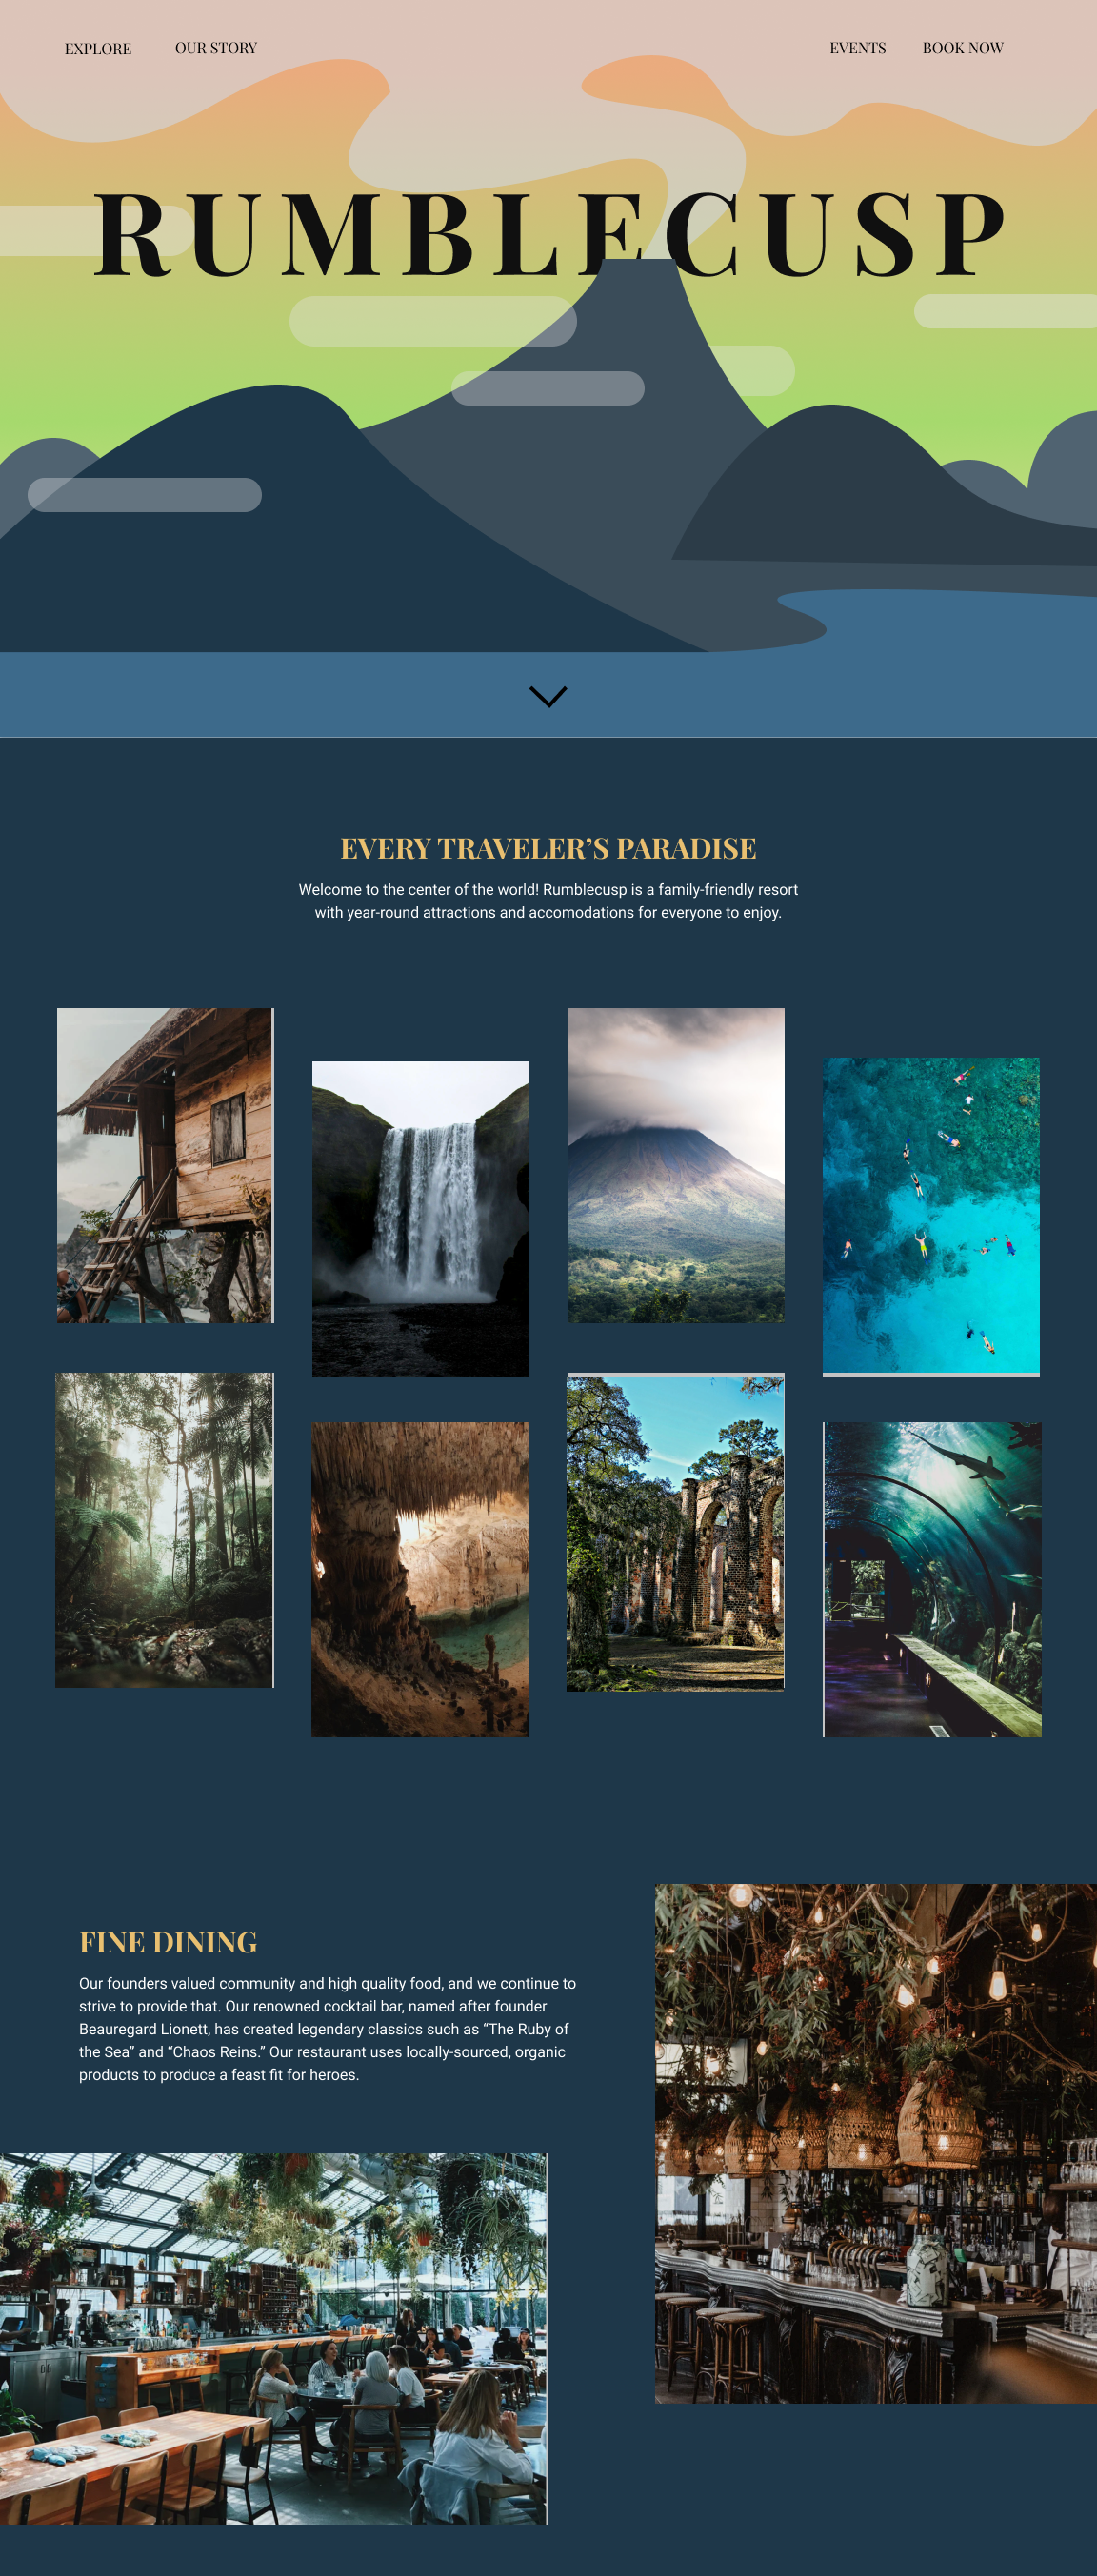 EXPLORE
OUR STORY
EVENTS
BOOK NOW
RUMBLECUSP
EVERY TRAVELER’S PARADISE
Welcome to the center of the world! Rumblecusp is a family-friendly resort
with year-round attractions and accomodations for everyone to enjoy.
FINE DINING
Our founders valued community and high quality food, and we continue to
strive to provide that. Our renowned cocktail bar, named after founder
Beauregard Lionett, has created legendary classics such as “The Ruby of
the Sea” and “Chaos Reins.” Our restaurant uses locally-sourced, organic
products to produce a feast fit for heroes.